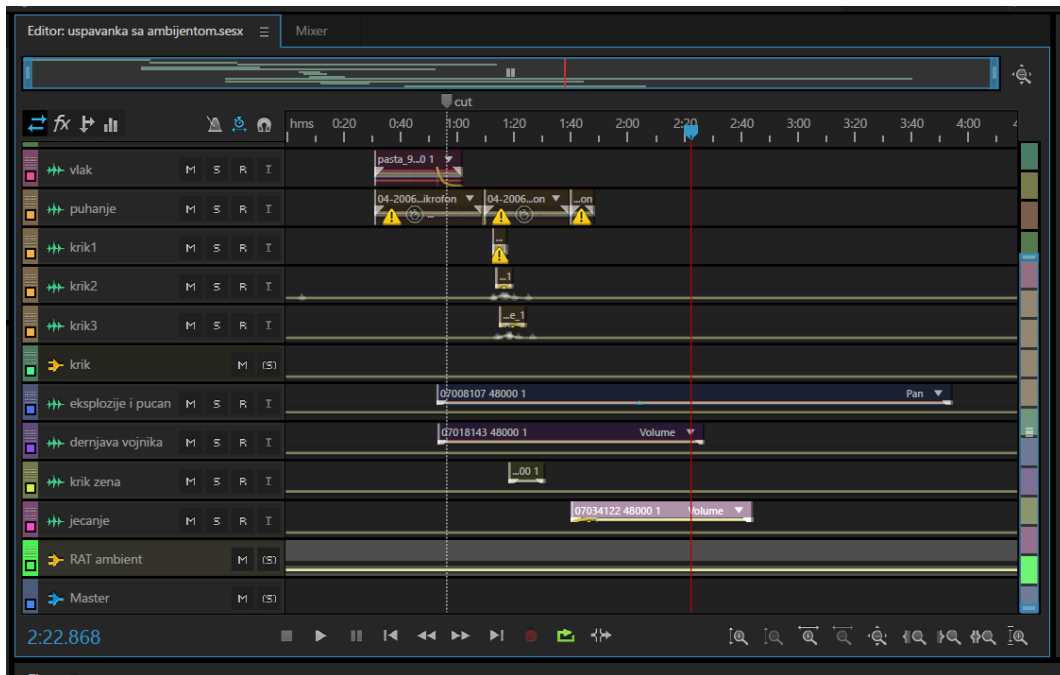 Editor: uspavanka sa ambijentom.sesx Mixer
cut
fx hms 0:20 0:40 1:00 1:20 1:40 2:00 2:20 2:40 3:00 3:20 3:40 4:00 4
vlak M S R I pasta_9...0 1
puhanje M S R I 04-2006...ikrofon 04-2006...on ...on
krik1 M S R I ...
krik2 M S R I ...1
krik3 M S R I ...e_1
krik M (S)
eksplozije i pucan M S R I 07008107 48000 1 Pan
dernjava vojnika M S R I 07018143 48000 1 Volume
krik zena M S R I ...00 1
jecanje M S R I 07034122 48000 1 Volume
RAT ambient M (S)
Master M (S)
2:22.868